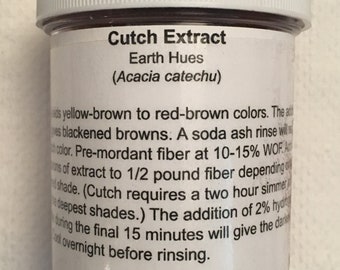 Cutch Extract
Earth Hues
(Acacia catechu)
yellow-brown to red-brown colors. The
blackened browns. A soda ash rinse will
color. Pre-mordant fiber at 10-15% WOF.
of extract to 1/2 pound fiber depending
shade. (Cutch requires a two hour simmer
deepest shades.) The addition of 2%
during the final 15 minutes will give the
overnight before rinsing.